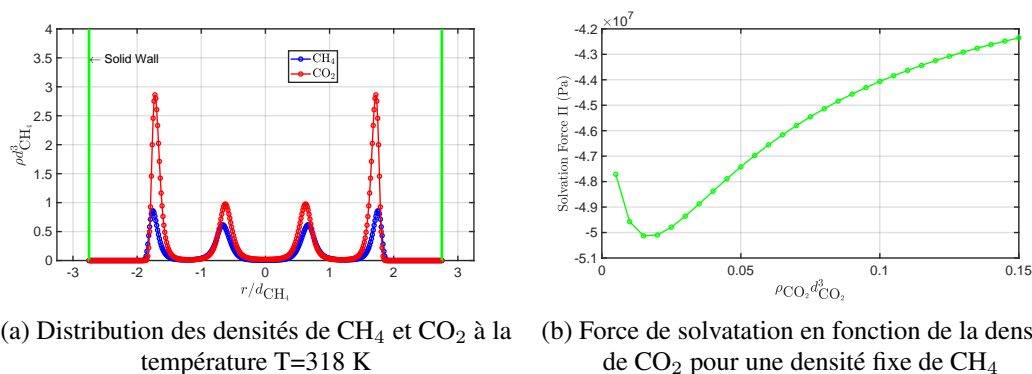 4
3.5
3
2.5
2
1.5
1
0.5
0
ρd³CH₄
← Solid Wall
CH₄
CO₂
-3 -2 -1 0 1 2 3
r/dCH₄
×10⁷
-4.2
-4.3
-4.4
-4.5
-4.6
-4.7
-4.8
-4.9
-5
-5.1
Solvation Force Π (Pa)
0 0.05 0.1 0.15
ρCO₂d³CO₂
(a) Distribution des densités de CH₄ et CO₂ à la
température T=318 K
(b) Force de solvatation en fonction de la dens
de CO₂ pour une densité fixe de CH₄